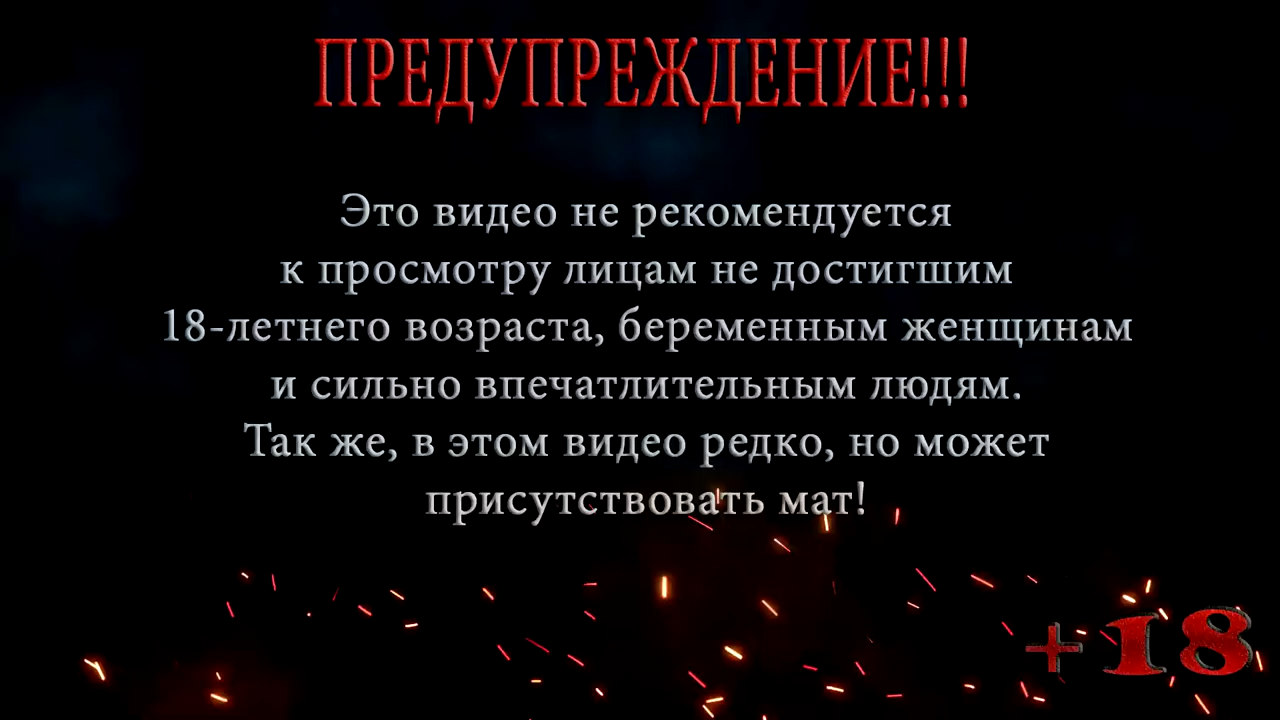 ПРЕДУПРЕЖДЕНИЕ!!!
Это видео не рекомендуется
к просмотру лицам не достигшим
18-летнего возраста, беременным женщинам
и сильно впечатлительным людям.
Так же, в этом видео редко, но может
присутствовать мат!
+18